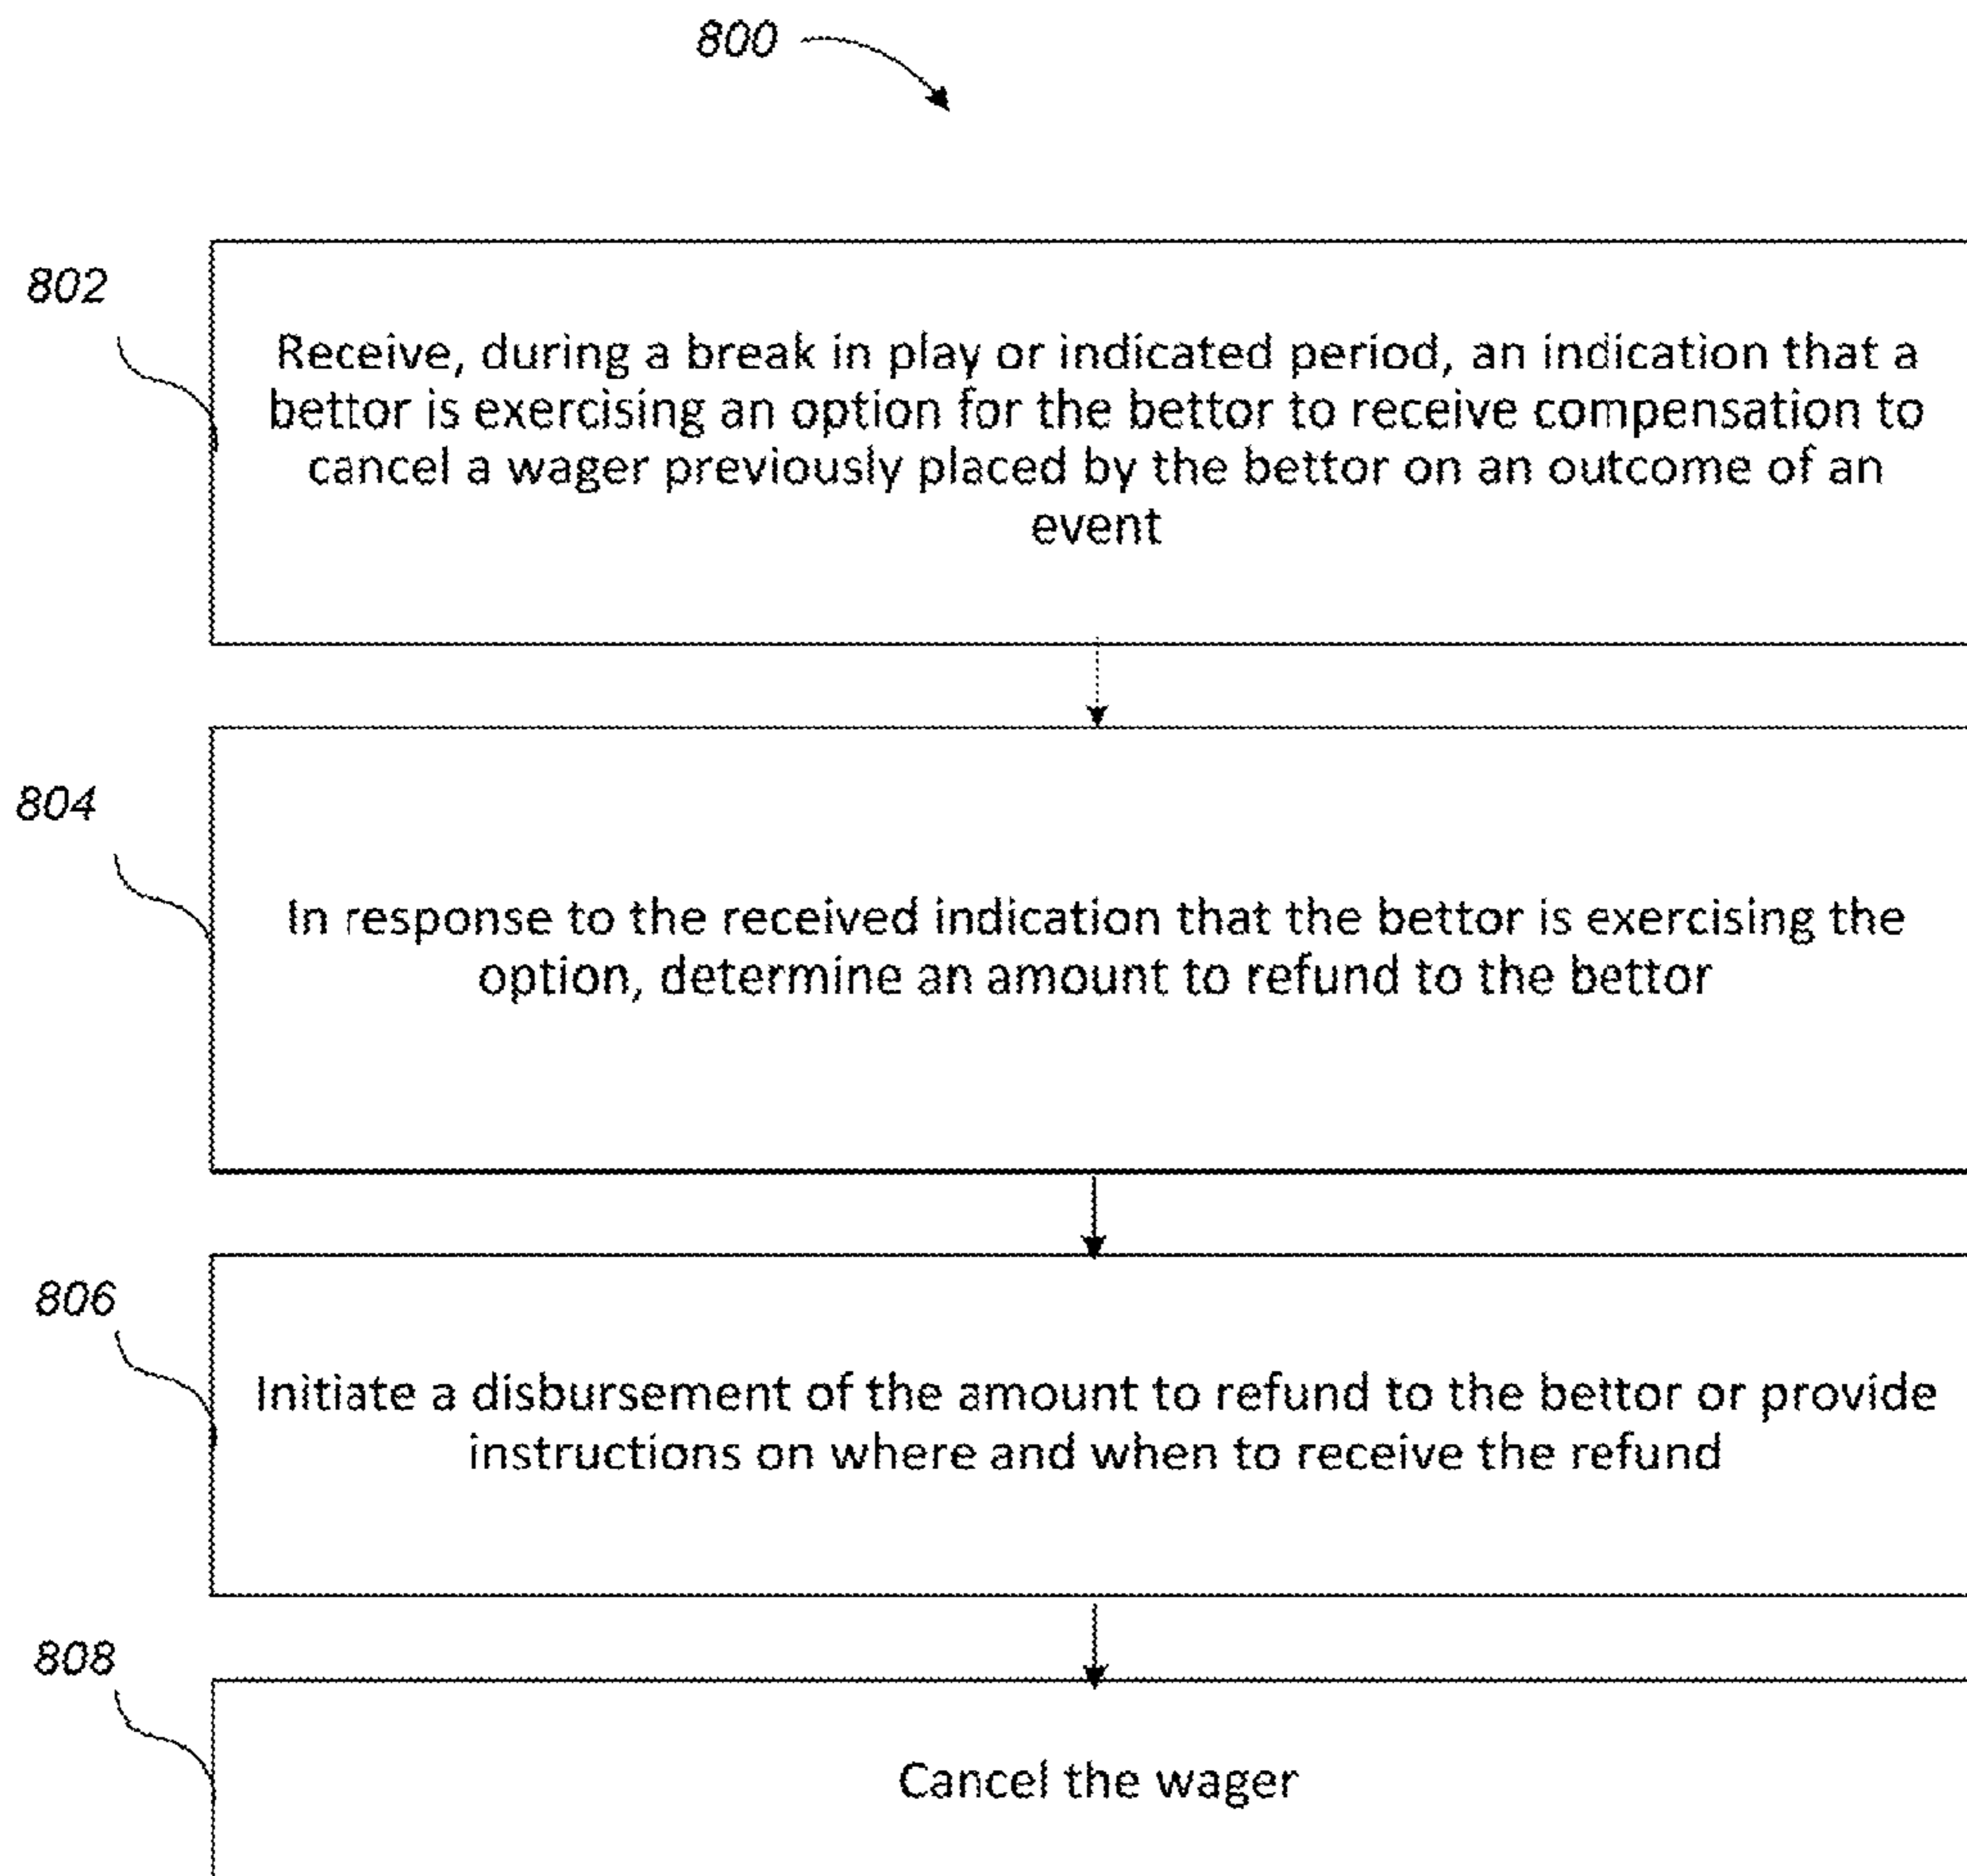 800
802
Receive, during a break in play or indicated period, an indication that a
bettor is exercising an option for the bettor to receive compensation to
cancel a wager previously placed by the bettor on an outcome of an
event
804
In response to the received indication that the bettor is exercising the
option, determine an amount to refund to the bettor
806
Initiate a disbursement of the amount to refund to the bettor or provide
instructions on where and when to receive the refund
808
Cancel the wager